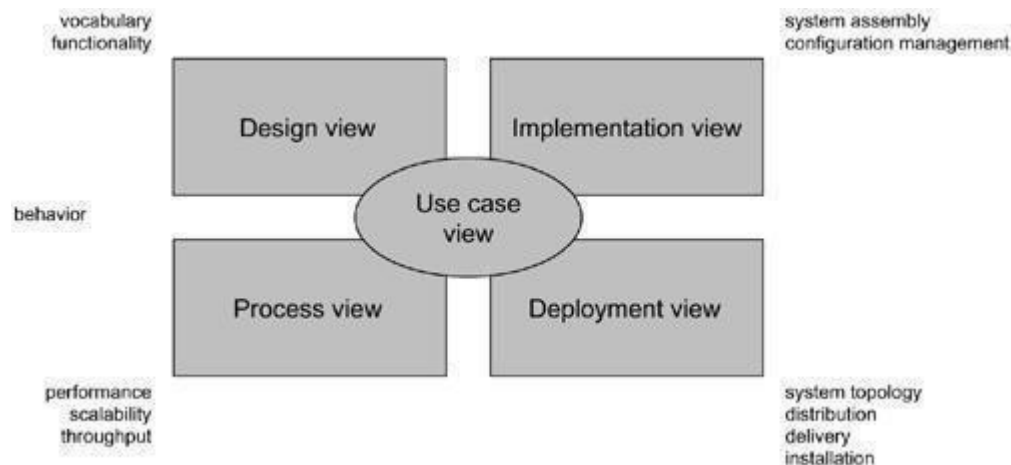 vocabulary
functionality
system assembly
configuration management
Design view
Implementation view
behavior
Use case
view
Process view
Deployment view
performance
scalability
throughput
system topology
distribution
delivery
installation